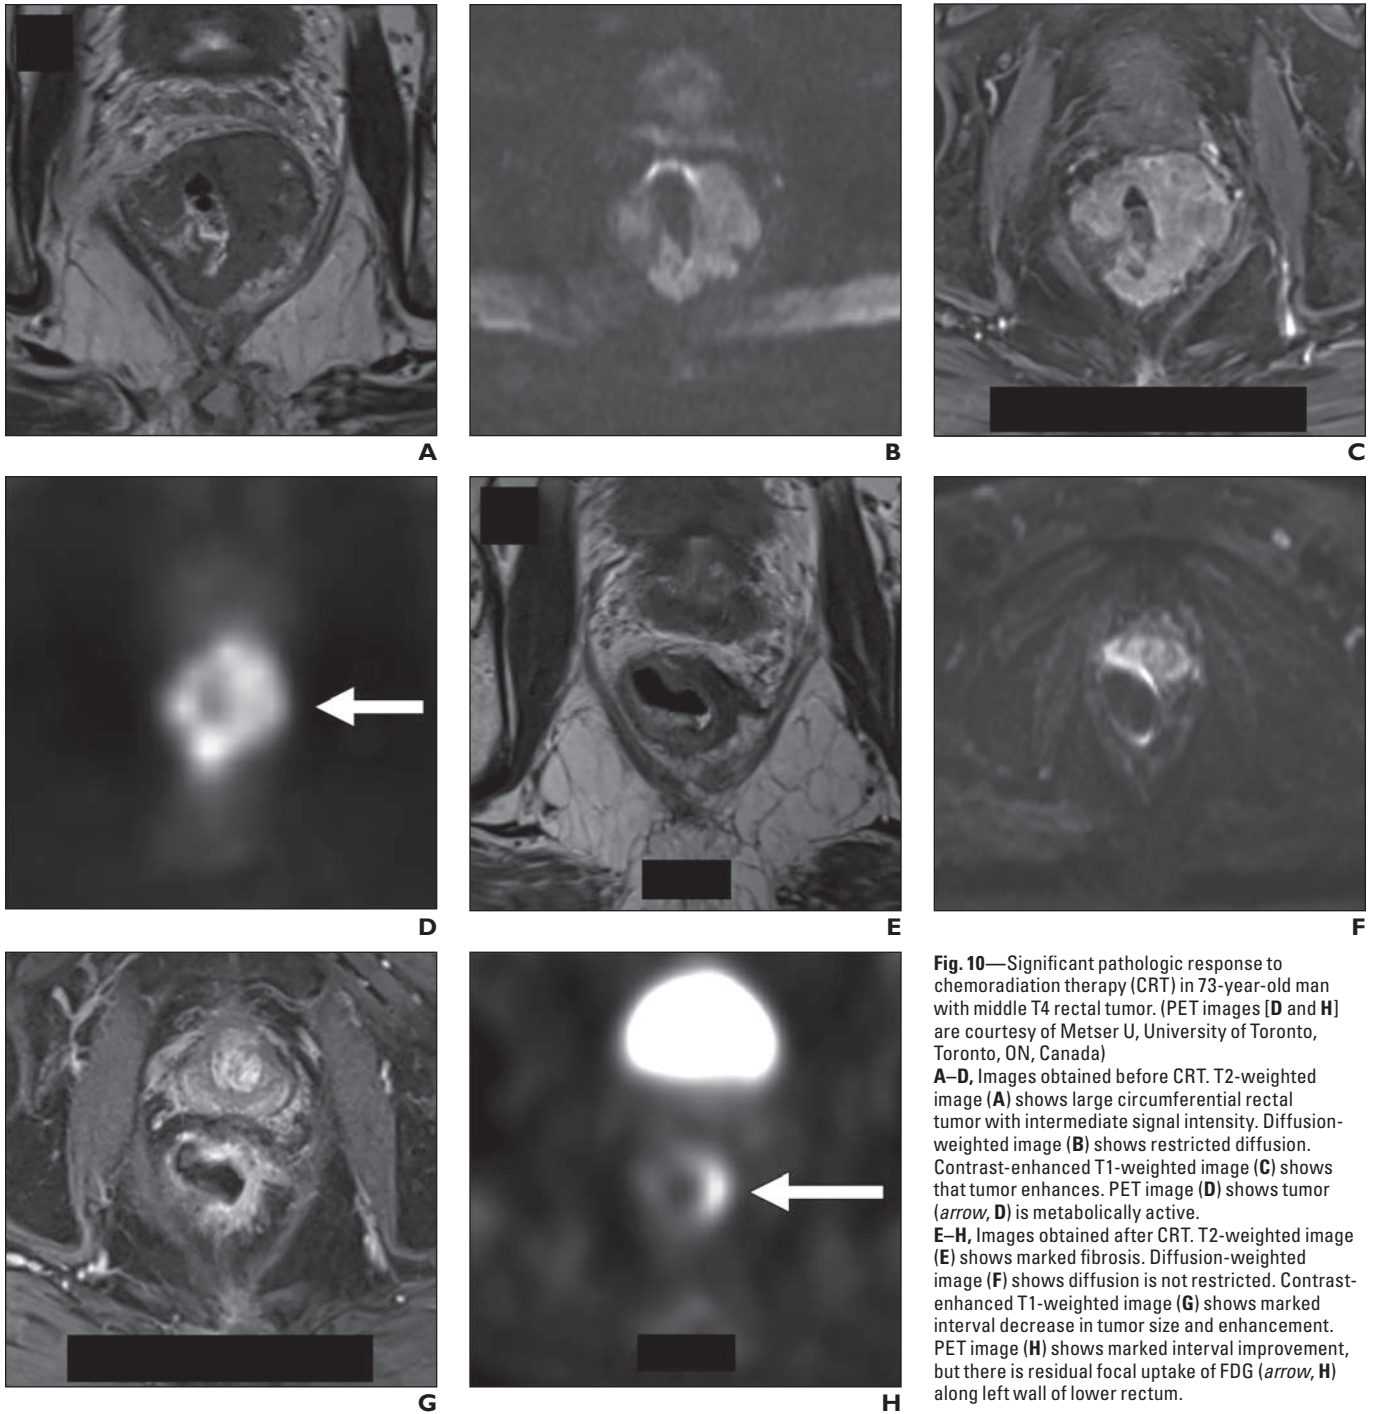 A
B
C
D
E
F
G
H
Fig. 10—Significant pathologic response to
chemoradiation therapy (CRT) in 73-year-old man
with middle T4 rectal tumor. (PET images [D and H]
are courtesy of Metser U, University of Toronto,
Toronto, ON, Canada)
A–D, Images obtained before CRT. T2-weighted
image (A) shows large circumferential rectal
tumor with intermediate signal intensity. Diffusion-
weighted image (B) shows restricted diffusion.
Contrast-enhanced T1-weighted image (C) shows
that tumor enhances. PET image (D) shows tumor
(arrow, D) is metabolically active.
E–H, Images obtained after CRT. T2-weighted image
(E) shows marked fibrosis. Diffusion-weighted
image (F) shows diffusion is not restricted. Contrast-
enhanced T1-weighted image (G) shows marked
interval decrease in tumor size and enhancement.
PET image (H) shows marked interval improvement,
but there is residual focal uptake of FDG (arrow, H)
along left wall of lower rectum.